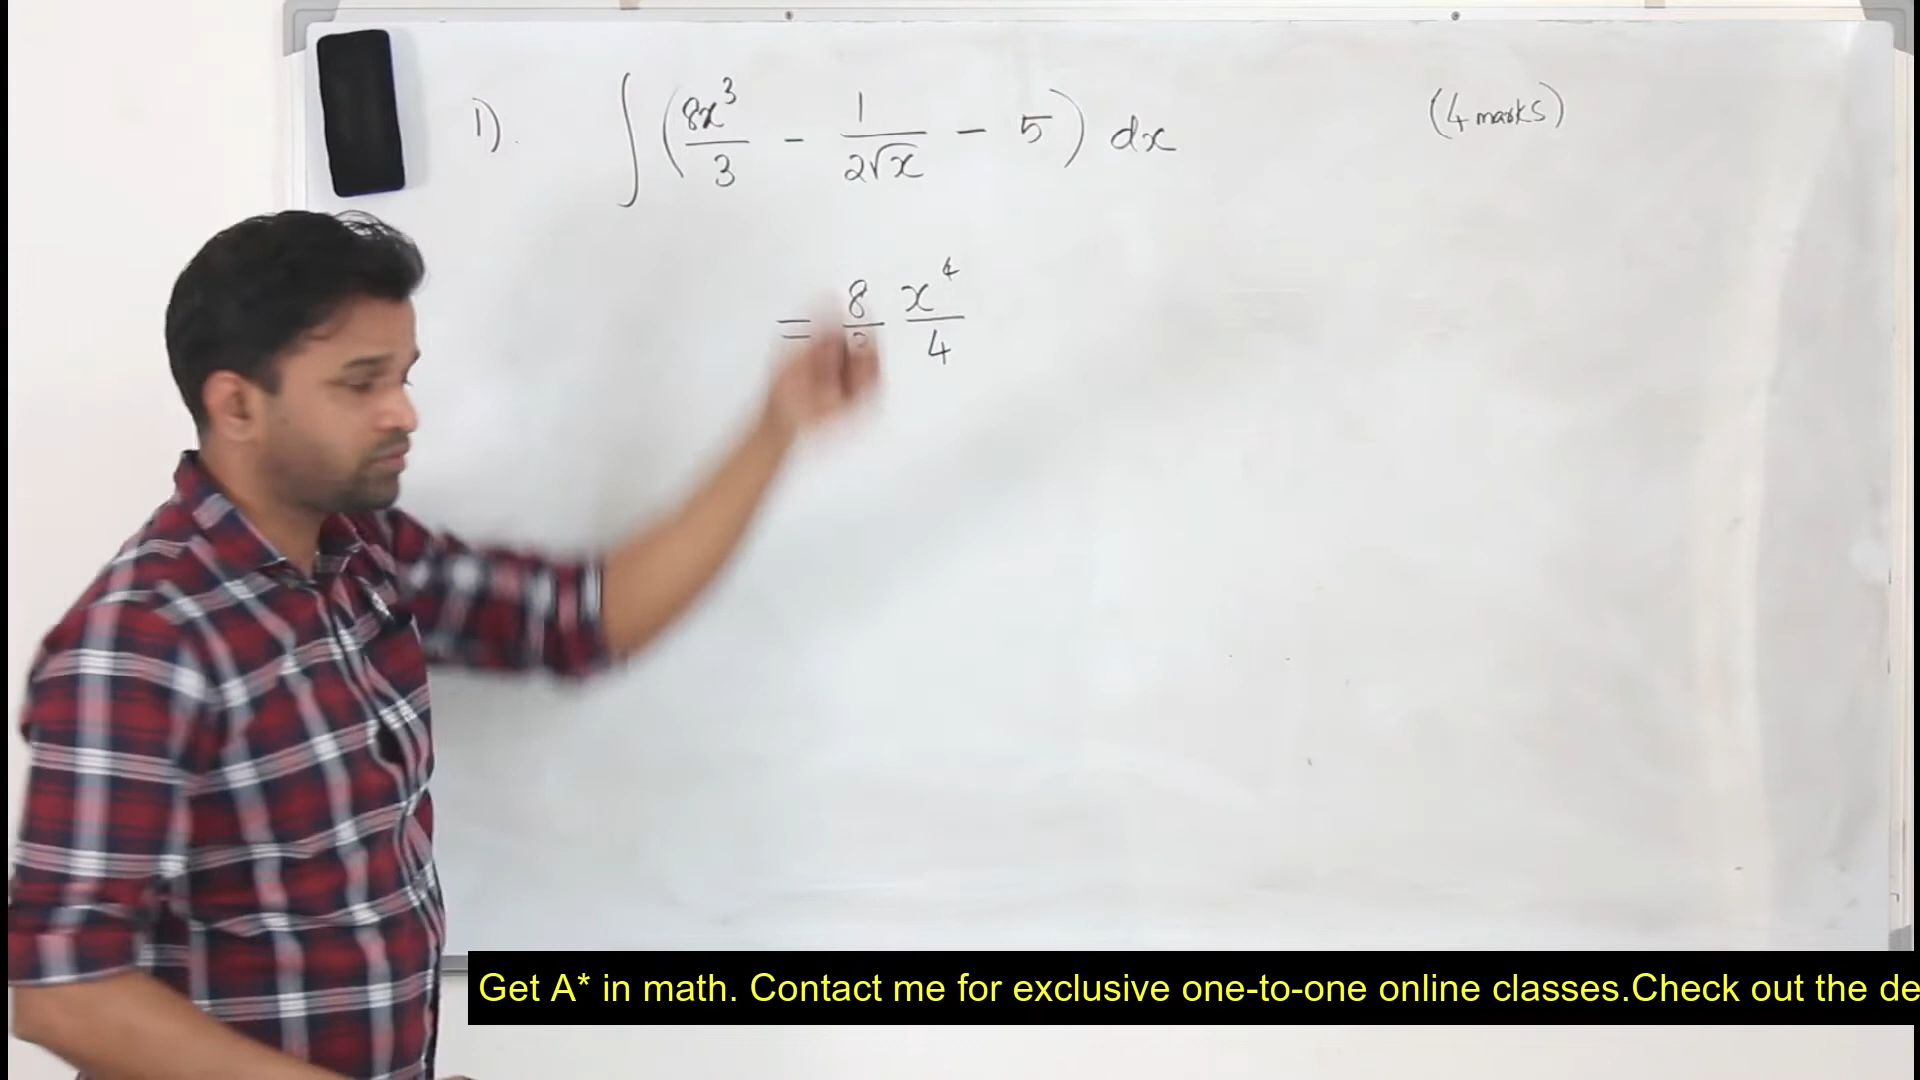 1). ∫ (8x³/3 - 1/2√x - 5) dx (4 marks)
= 8/3 x⁴/4
Get A* in math. Contact me for exclusive one-to-one online classes.Check out the de